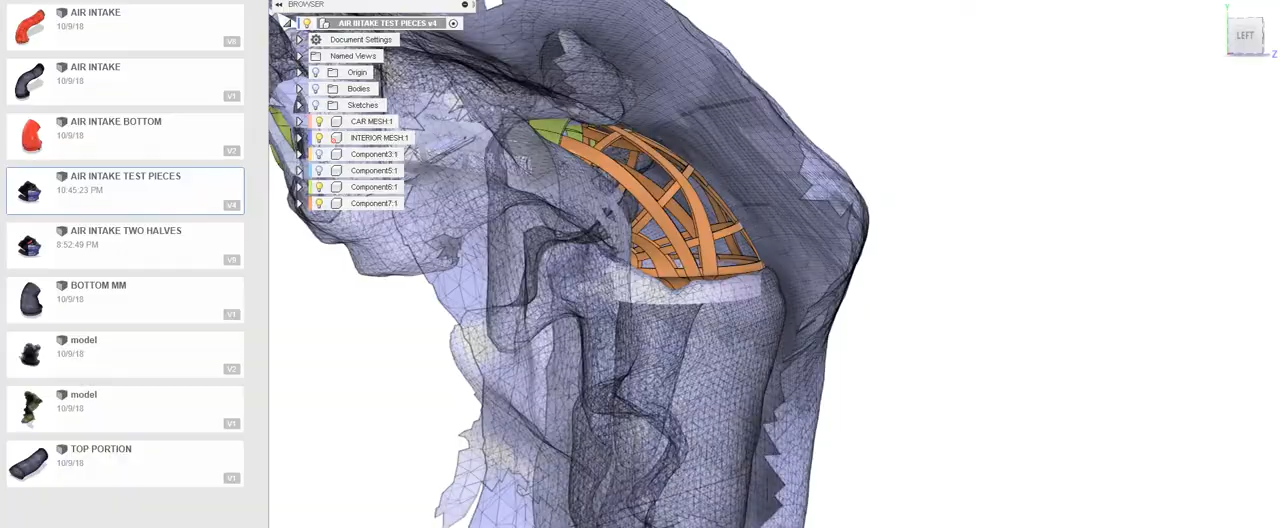 AIR INTAKE
10/9/18
V8
AIR INTAKE
10/9/18
V1
AIR INTAKE BOTTOM
10/9/18
V2
AIR INTAKE TEST PIECES
10:45:23 PM
V4
AIR INTAKE TWO HALVES
8:52:49 PM
V9
BOTTOM MM
10/9/18
V1
model
10/9/18
V2
model
10/9/18
V1
TOP PORTION
10/9/18
V1
BROWSER
AIR INTAKE TEST PIECES v4
Document Settings
Named Views
Origin
Bodies
Sketches
CAR MESH:1
INTERIOR MESH:1
Component3:1
Component5:1
Component6:1
Component7:1
Y
LEFT
Z